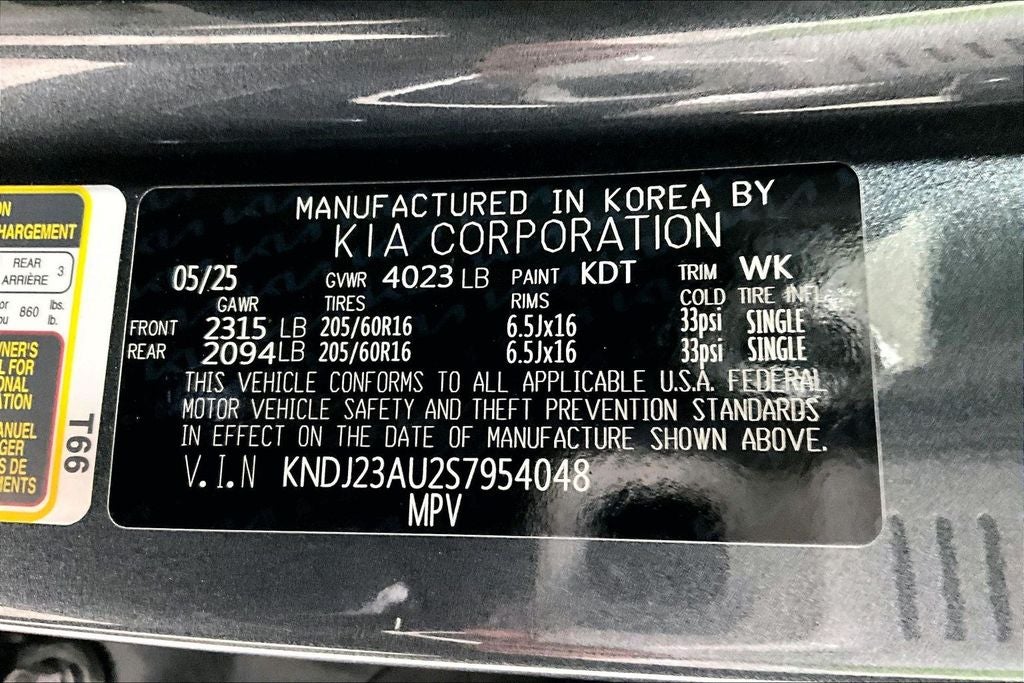 MANUFACTURED IN KOREA BY
KIA CORPORATION
05/25 GVWR 4023 LB PAINT KDT TRIM WK
GAWR TIRES RIMS COLD TIRE INFL.
FRONT 2315 LB 205/60R16 6.5Jx16 33psi SINGLE
REAR 2094 LB 205/60R16 6.5Jx16 33psi SINGLE
THIS VEHICLE CONFORMS TO ALL APPLICABLE U.S.A. FEDERAL
MOTOR VEHICLE SAFETY AND THEFT PREVENTION STANDARDS
IN EFFECT ON THE DATE OF MANUFACTURE SHOWN ABOVE.
V.I.N KNDJ23AU2S7954048
MPV
REAR
ARRIÈRE 3
or 860 lbs.
lb.
FOR
DE
T66